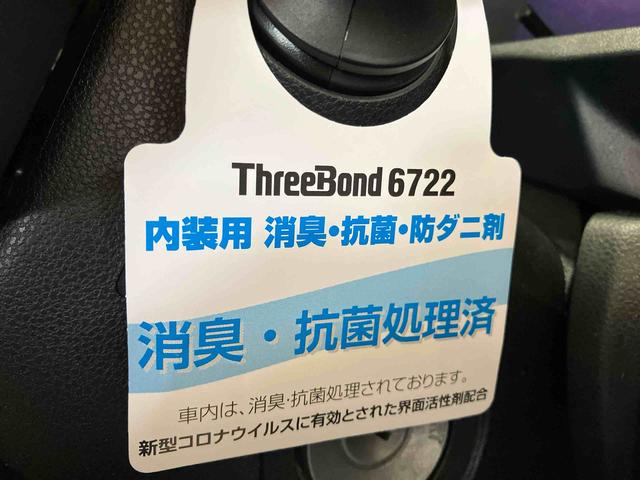 ThreeBond 6722
内装用 消臭・抗菌・防ダニ剤
消臭・抗菌処理済
車内は、消臭・抗菌処理されております。
新型コロナウイルスに有効とされた界面活性剤配合